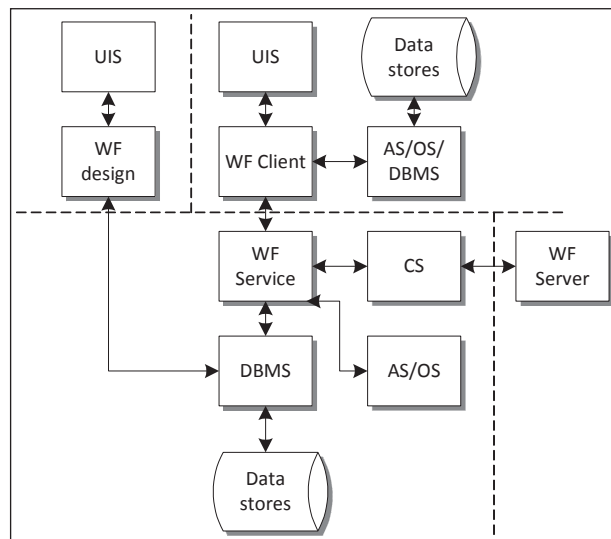 UIS
UIS
Data
stores
WF
design
WF Client
AS/OS/
DBMS
WF
Service
CS
WF
Server
DBMS
AS/OS
Data
stores